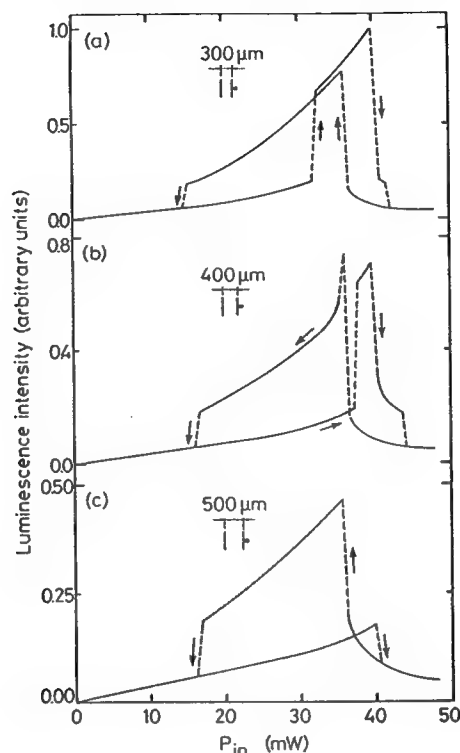 Luminescence intensity (arbitrary units)
(a)
300 μm
1.0
0.5
0.0
(b)
400 μm
0.8
0.4
0.0
(c)
500 μm
0.50
0.25
0.00
0 10 20 30 40 50
P_in (mW)